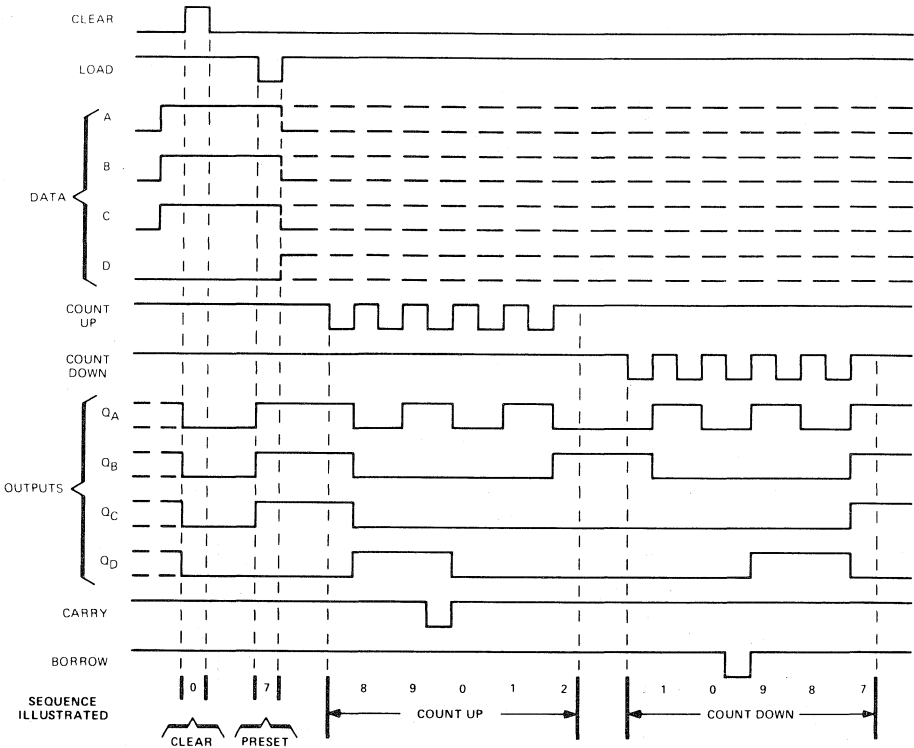 CLEAR
LOAD
A
B
DATA
C
D
COUNT
UP
COUNT
DOWN
QA
QB
OUTPUTS
QC
QD
CARRY
BORROW
SEQUENCE
ILLUSTRATED
0 7 8 9 0 1 2 1 0 9 8 7
COUNT UP COUNT DOWN
CLEAR PRESET